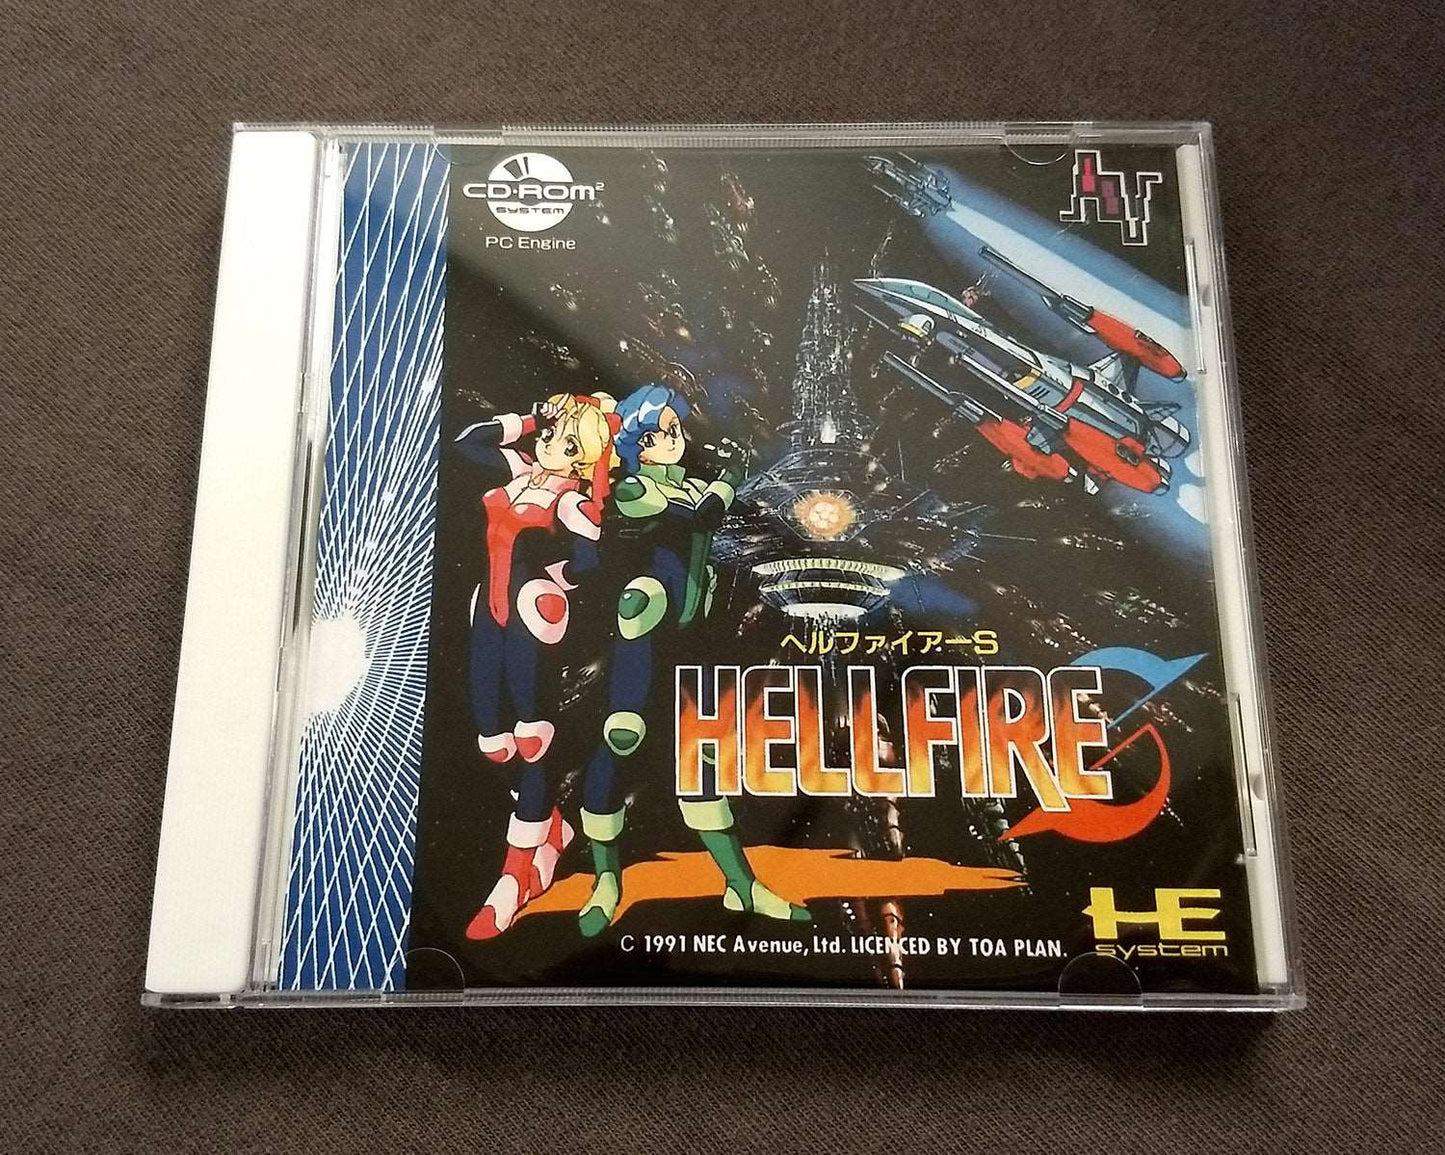 CD·ROM²
SYSTEM
PC Engine
AV
ヘルファイアーS
HELLFIRE S
C 1991 NEC Avenue, Ltd. LICENCED BY TOA PLAN.
HE
SYSTEM